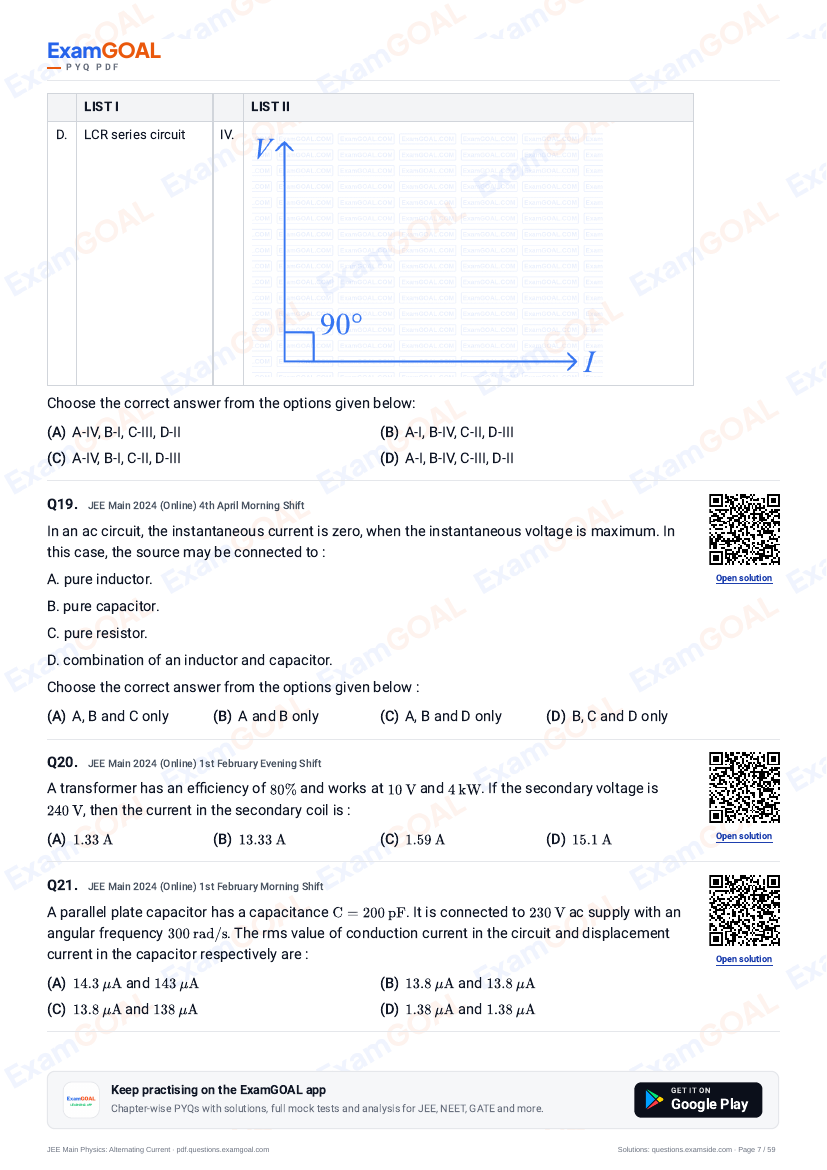 ExamGOAL
PYQ PDF
LIST I LIST II
D. LCR series circuit IV.
V
90°
I
Choose the correct answer from the options given below:
(A) A-IV, B-I, C-III, D-II (B) A-I, B-IV, C-II, D-III
(C) A-IV, B-I, C-II, D-III (D) A-I, B-IV, C-III, D-II
Q19. JEE Main 2024 (Online) 4th April Morning Shift
In an ac circuit, the instantaneous current is zero, when the instantaneous voltage is maximum. In
this case, the source may be connected to :
A. pure inductor.
B. pure capacitor.
C. pure resistor.
D. combination of an inductor and capacitor.
Choose the correct answer from the options given below :
(A) A, B and C only (B) A and B only (C) A, B and D only (D) B, C and D only
Open solution
Q20. JEE Main 2024 (Online) 1st February Evening Shift
A transformer has an efficiency of 80% and works at 10 V and 4 kW. If the secondary voltage is
240 V, then the current in the secondary coil is :
(A) 1.33 A (B) 13.33 A (C) 1.59 A (D) 15.1 A
Open solution
Q21. JEE Main 2024 (Online) 1st February Morning Shift
A parallel plate capacitor has a capacitance C = 200 pF. It is connected to 230 V ac supply with an
angular frequency 300 rad/s. The rms value of conduction current in the circuit and displacement
current in the capacitor respectively are :
(A) 14.3 μA and 143 μA (B) 13.8 μA and 13.8 μA
(C) 13.8 μA and 138 μA (D) 1.38 μA and 1.38 μA
Open solution
ExamGOAL
Keep practising on the ExamGOAL app
Chapter-wise PYQs with solutions, full mock tests and analysis for JEE, NEET, GATE and more.
GET IT ON
Google Play
JEE Main Physics: Alternating Current · pdf.questions.examgoal.com Solutions: questions.examside.com · Page 7 / 59